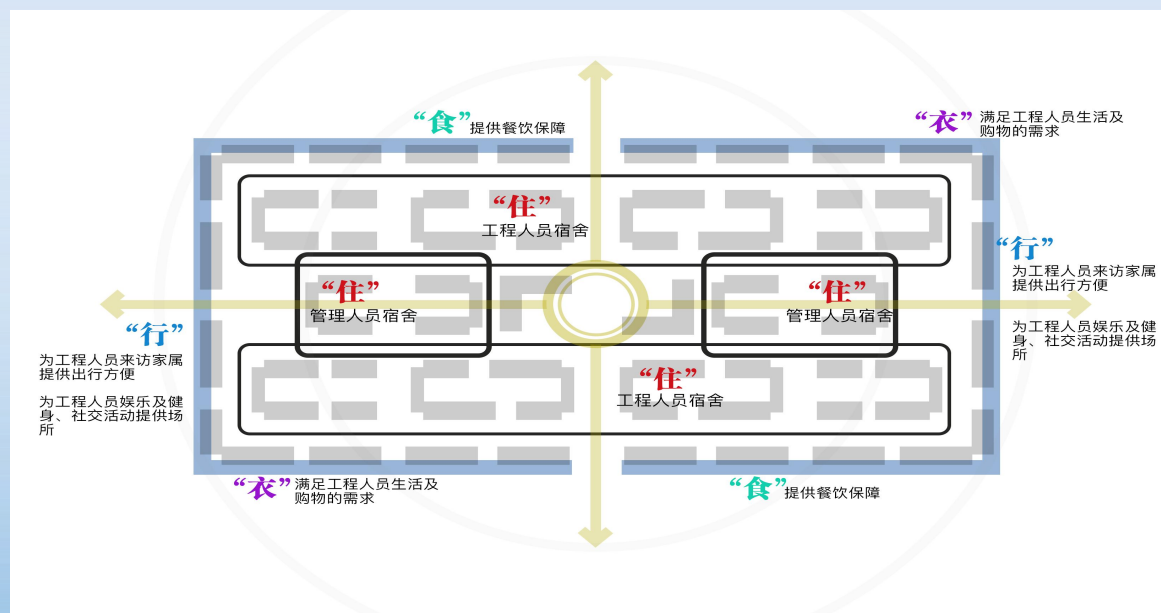 “食”提供餐饮保障
“衣”满足工程人员生活及
购物的需求
“住”
工程人员宿舍
“行”
为工程人员来访家属
提供出行方便
为工程人员娱乐及健
身、社交活动提供场
所
“住”
管理人员宿舍
“住”
管理人员宿舍
“行”
为工程人员来访家属
提供出行方便
为工程人员娱乐及健
身、社交活动提供场
所
“住”
工程人员宿舍
“衣”满足工程人员生活及
购物的需求
“食”提供餐饮保障